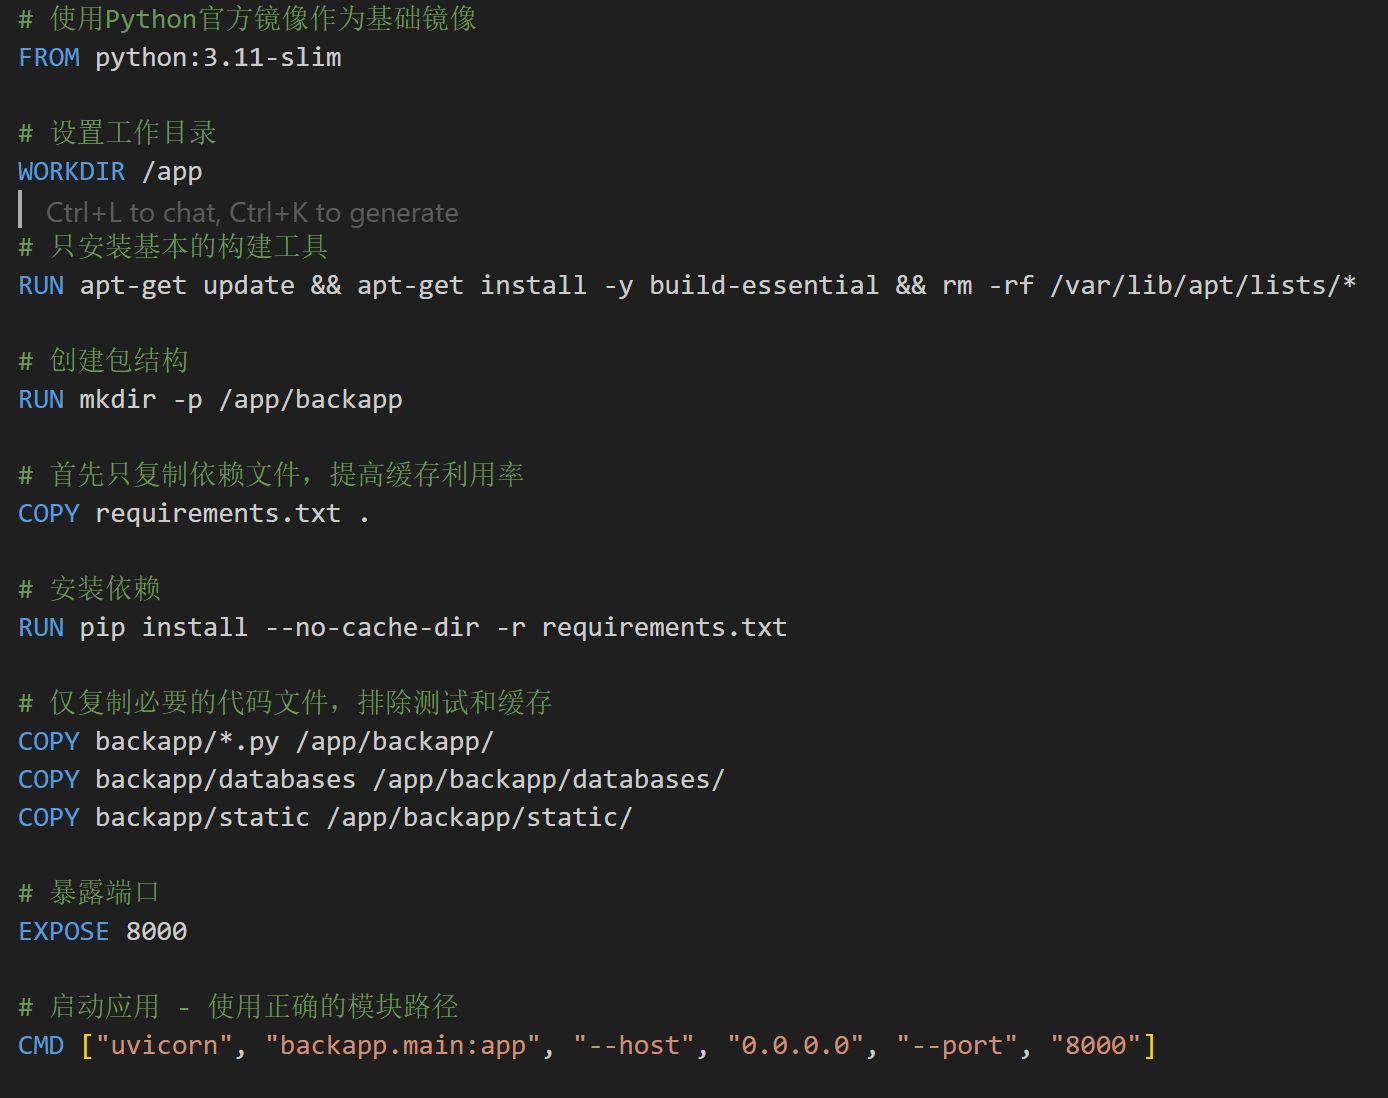 # 使用Python官方镜像作为基础镜像
FROM python:3.11-slim
# 设置工作目录
WORKDIR /app
Ctrl+L to chat, Ctrl+K to generate
# 只安装基本的构建工具
RUN apt-get update && apt-get install -y build-essential && rm -rf /var/lib/apt/lists/*
# 创建包结构
RUN mkdir -p /app/backapp
# 首先只复制依赖文件，提高缓存利用率
COPY requirements.txt .
# 安装依赖
RUN pip install --no-cache-dir -r requirements.txt
# 仅复制必要的代码文件，排除测试和缓存
COPY backapp/*.py /app/backapp/
COPY backapp/databases /app/backapp/databases/
COPY backapp/static /app/backapp/static/
# 暴露端口
EXPOSE 8000
# 启动应用 - 使用正确的模块路径
CMD ["uvicorn", "backapp.main:app", "--host", "0.0.0.0", "--port", "8000"]